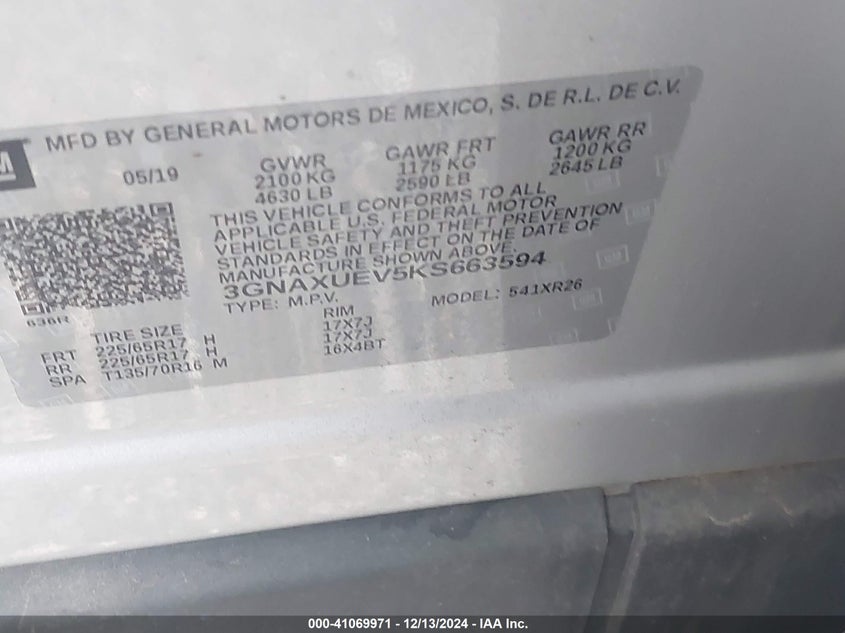 MFD BY GENERAL MOTORS DE MEXICO, S. DE R.L. DE C.V.
GM
05/19 GVWR GAWR FRT GAWR RR
2100 KG 1175 KG 1200 KG
4630 LB 2590 LB 2645 LB
THIS VEHICLE CONFORMS TO ALL
APPLICABLE U.S. FEDERAL MOTOR
VEHICLE SAFETY AND THEFT PREVENTION
STANDARDS IN EFFECT ON THE DATE OF
MANUFACTURE SHOWN ABOVE.
3GNAXUEV5KS663594
TYPE: M.P.V. MODEL: 541XR26
636R
TIRE SIZE RIM
FRT 225/65R17 H 17X7J
RR 225/65R17 H 17X7J
SPA T135/70R16 M 16X4BT
000-41069971 - 12/13/2024 - IAA Inc.